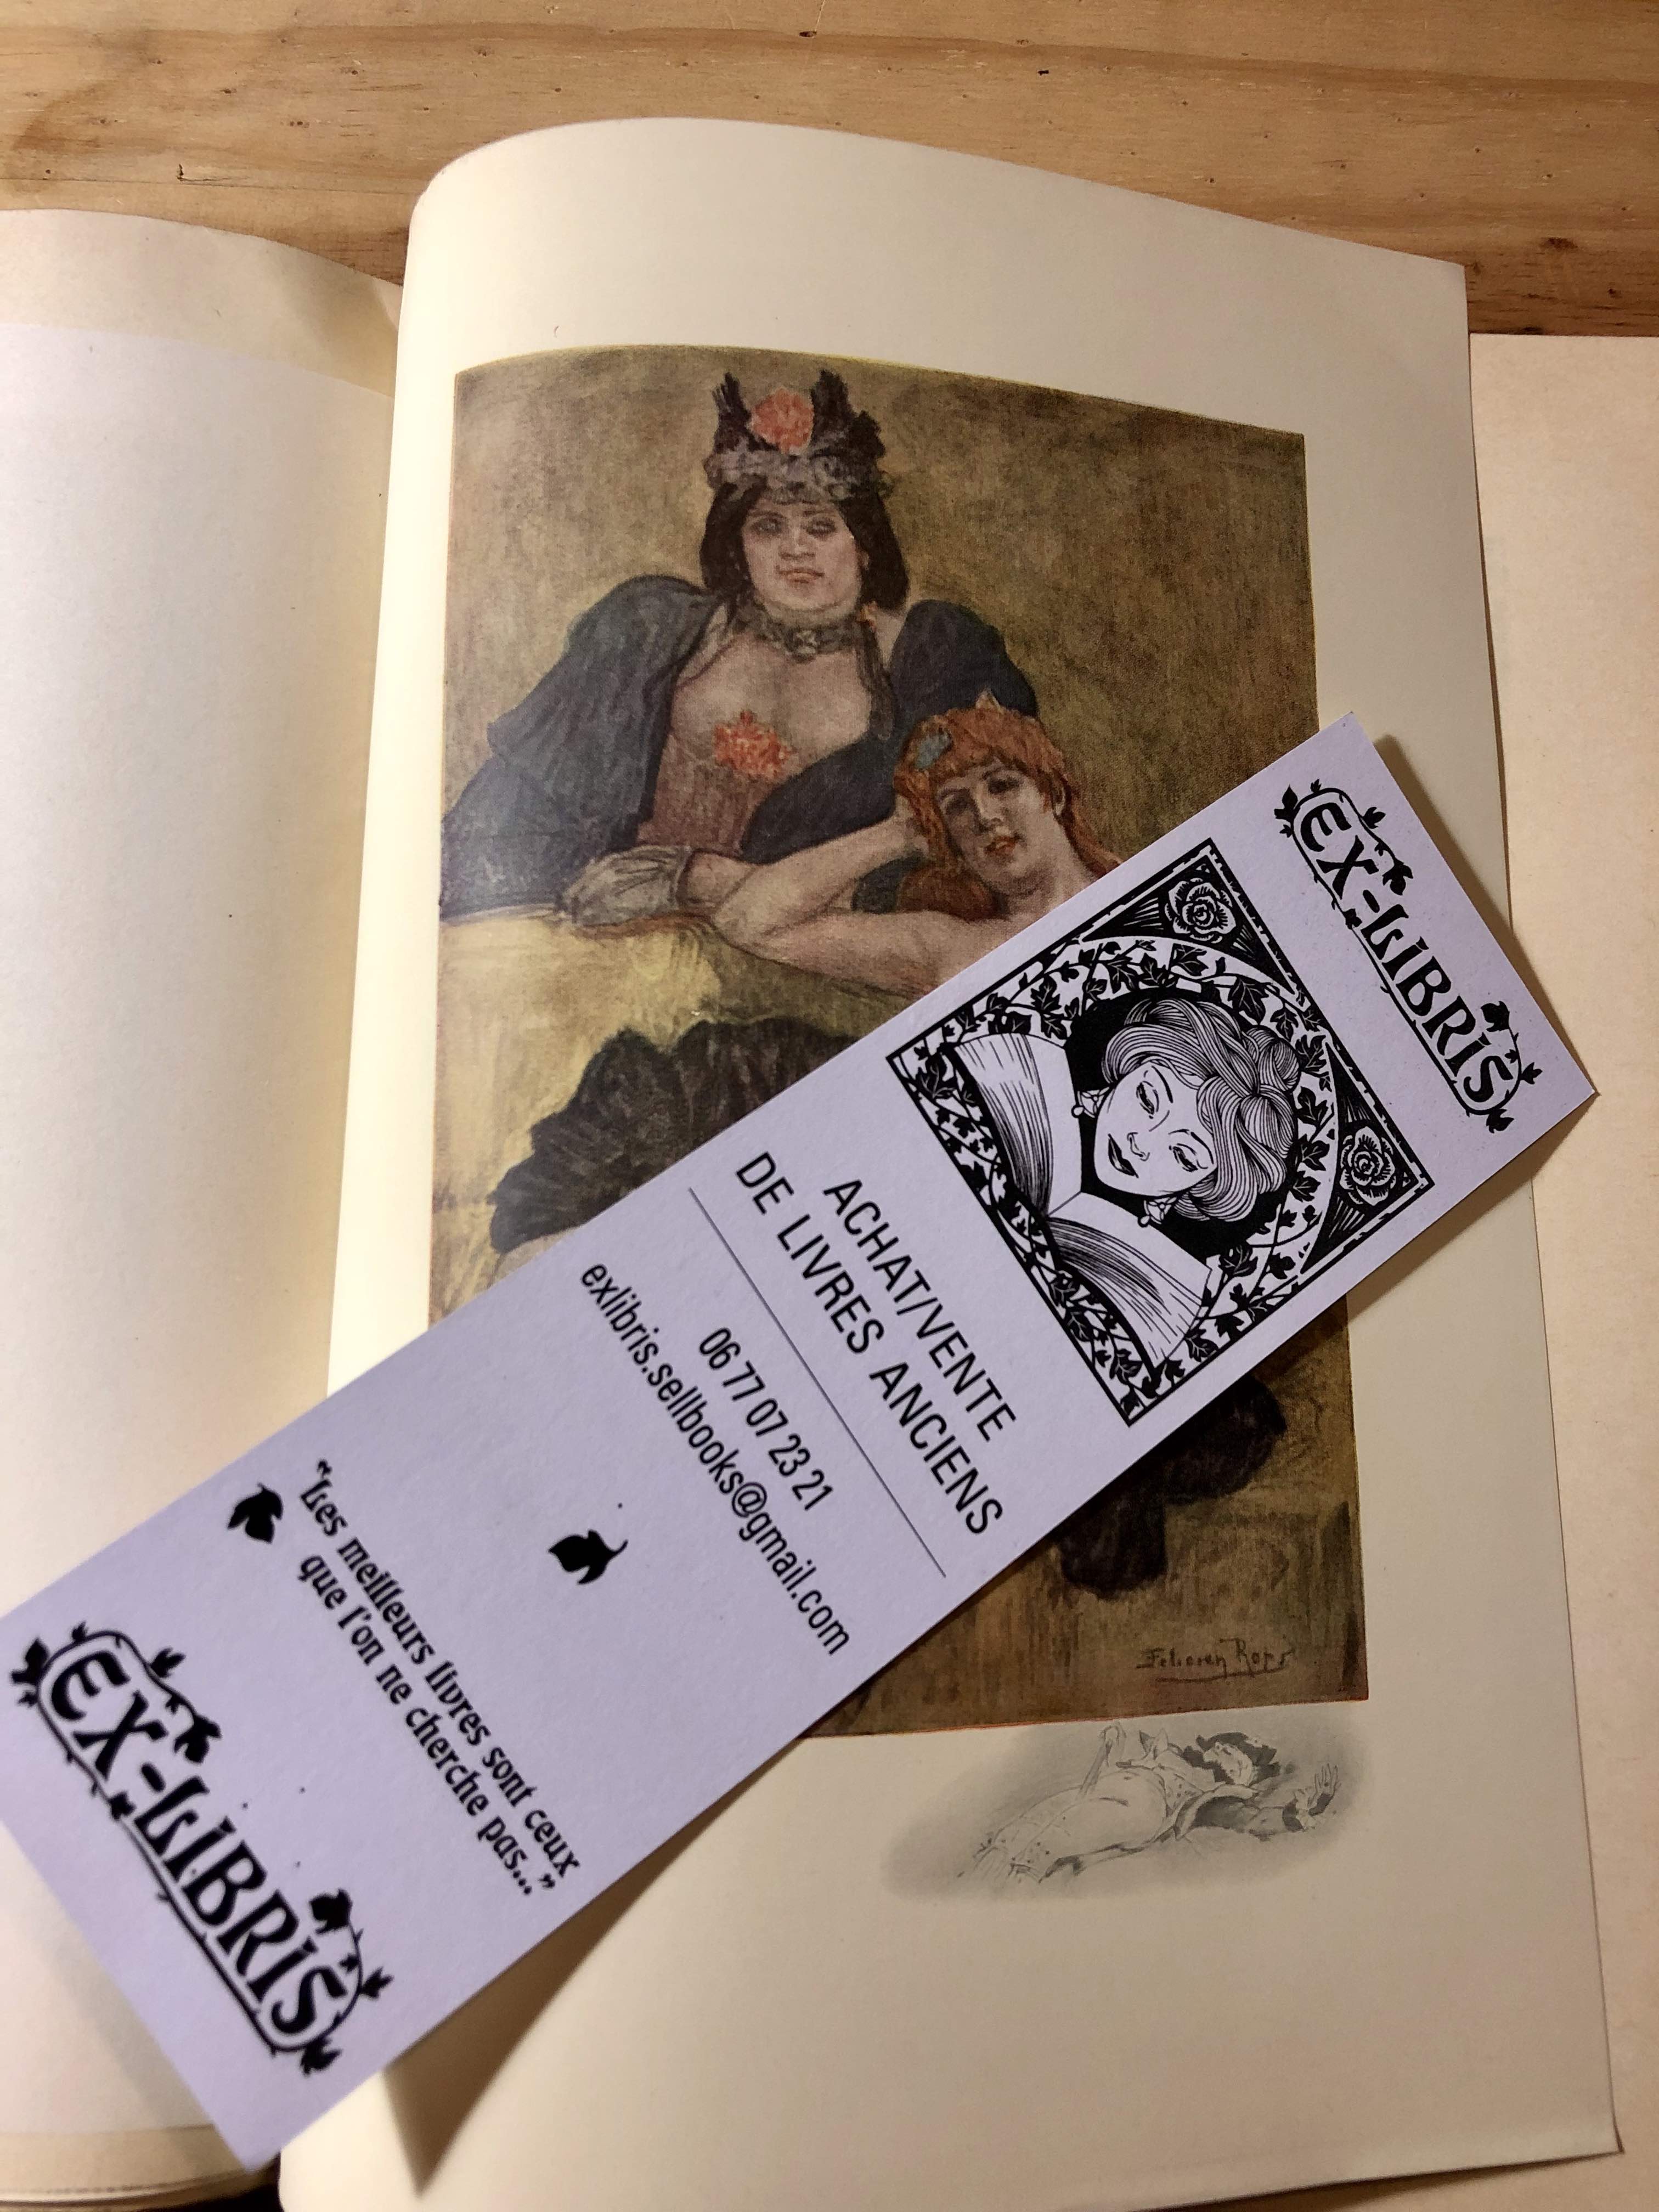 EX-LIBRIS
ACHAT/VENTE
DE LIVRES ANCIENS
06 77 07 23 21
exlibris.sellbooks@gmail.com
“Les meilleurs livres sont ceux
que l'on ne cherche pas...”
EX-LIBRIS
Felicien Rops